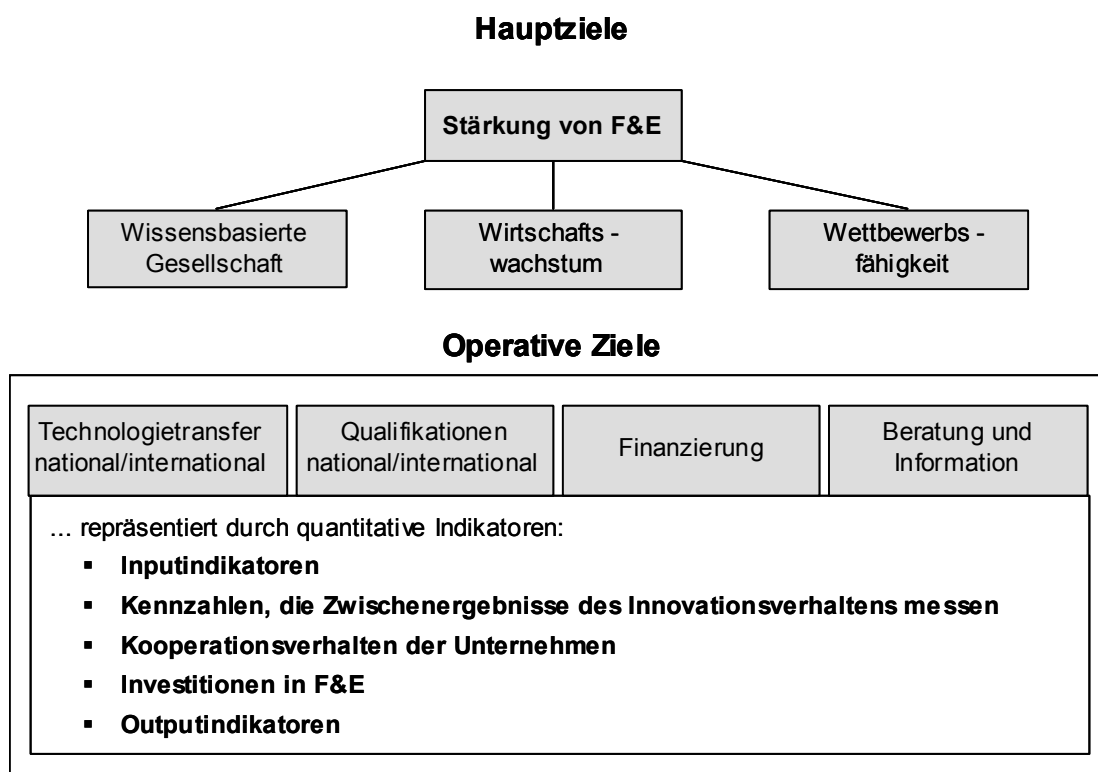 Hauptziele
Stärkung von F&E
Wissensbasierte
Gesellschaft
Wirtschafts -
wachstum
Wettbewerbs -
fähigkeit
Operative Ziele
Technologietransfer
national/international
Qualifikationen
national/international
Finanzierung
Beratung und
Information
... repräsentiert durch quantitative Indikatoren:
▪ Inputindikatoren
▪ Kennzahlen, die Zwischenergebnisse des Innovationsverhaltens messen
▪ Kooperationsverhalten der Unternehmen
▪ Investitionen in F&E
▪ Outputindikatoren